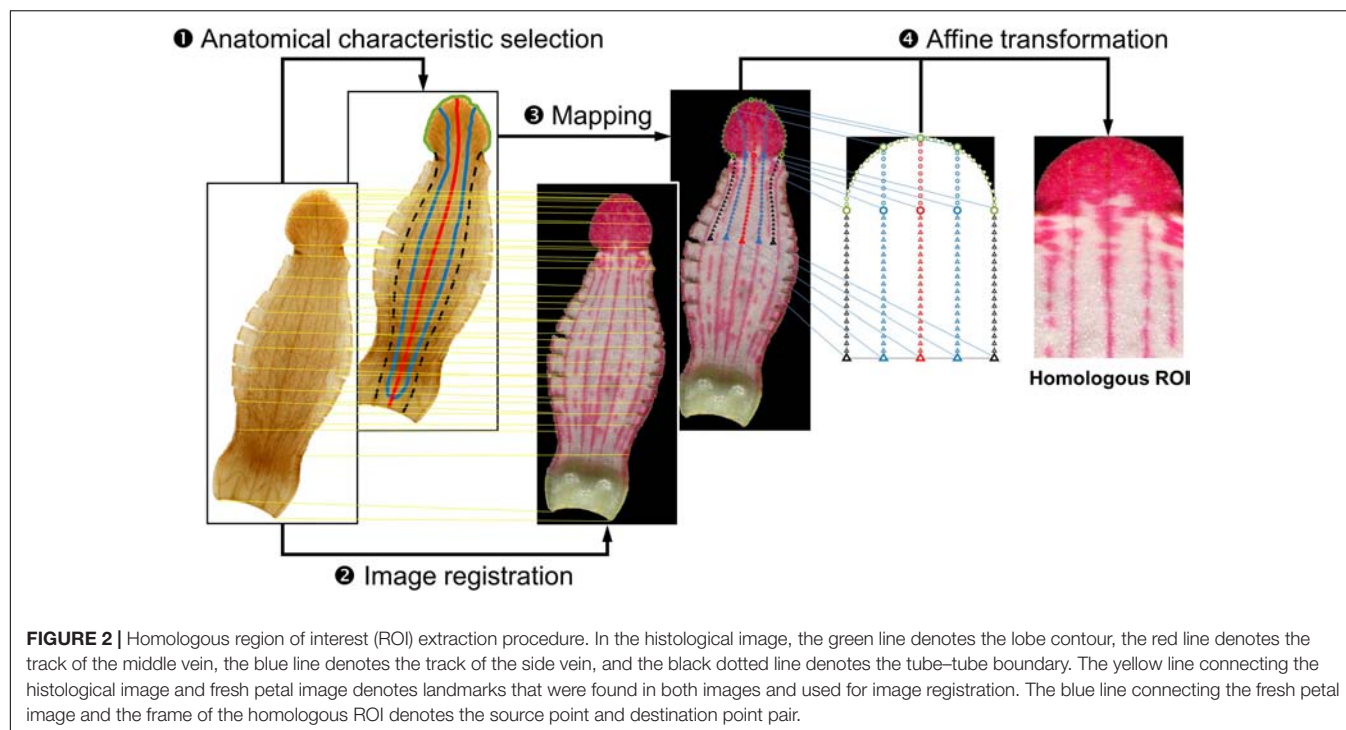 ❶ Anatomical characteristic selection
❹ Affine transformation
❸ Mapping
Homologous ROI
❷ Image registration
FIGURE 2 | Homologous region of interest (ROI) extraction procedure. In the histological image, the green line denotes the lobe contour, the red line denotes the
track of the middle vein, the blue line denotes the track of the side vein, and the black dotted line denotes the tube–tube boundary. The yellow line connecting the
histological image and fresh petal image denotes landmarks that were found in both images and used for image registration. The blue line connecting the fresh petal
image and the frame of the homologous ROI denotes the source point and destination point pair.